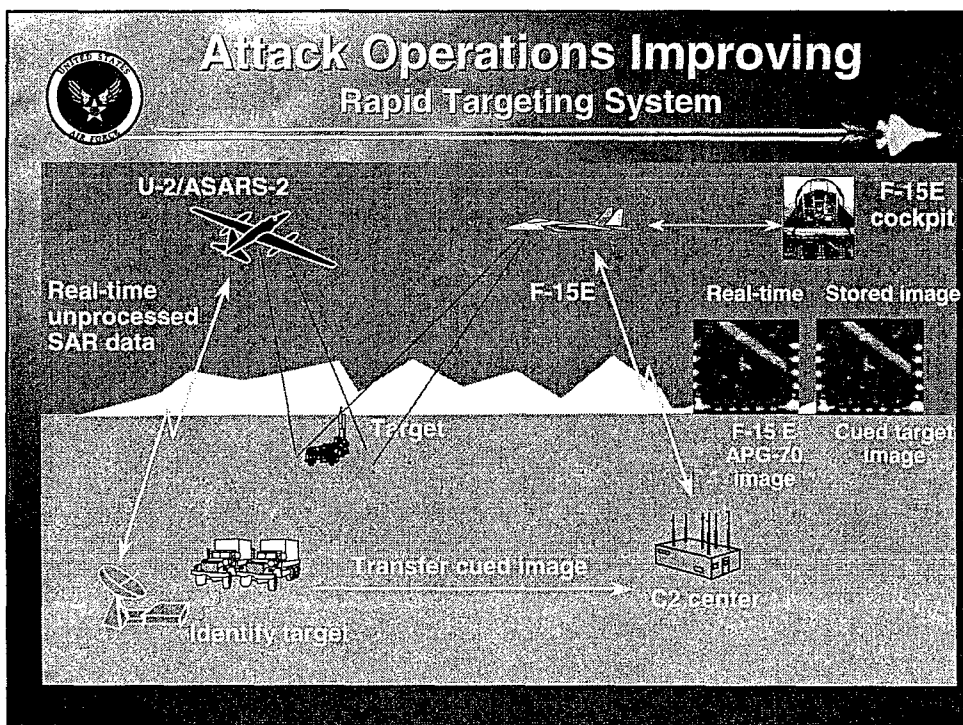 Attack Operations Improving
Rapid Targeting System
UNITED STATES
AIR FORCE
U-2/ASARS-2
F-15E
cockpit
Real-time
unprocessed
SAR data
F-15E
Real-time
Stored image
Target
F-15 E
APG-70
image
Cued target
image
Transfer cued image
C2 center
Identify target